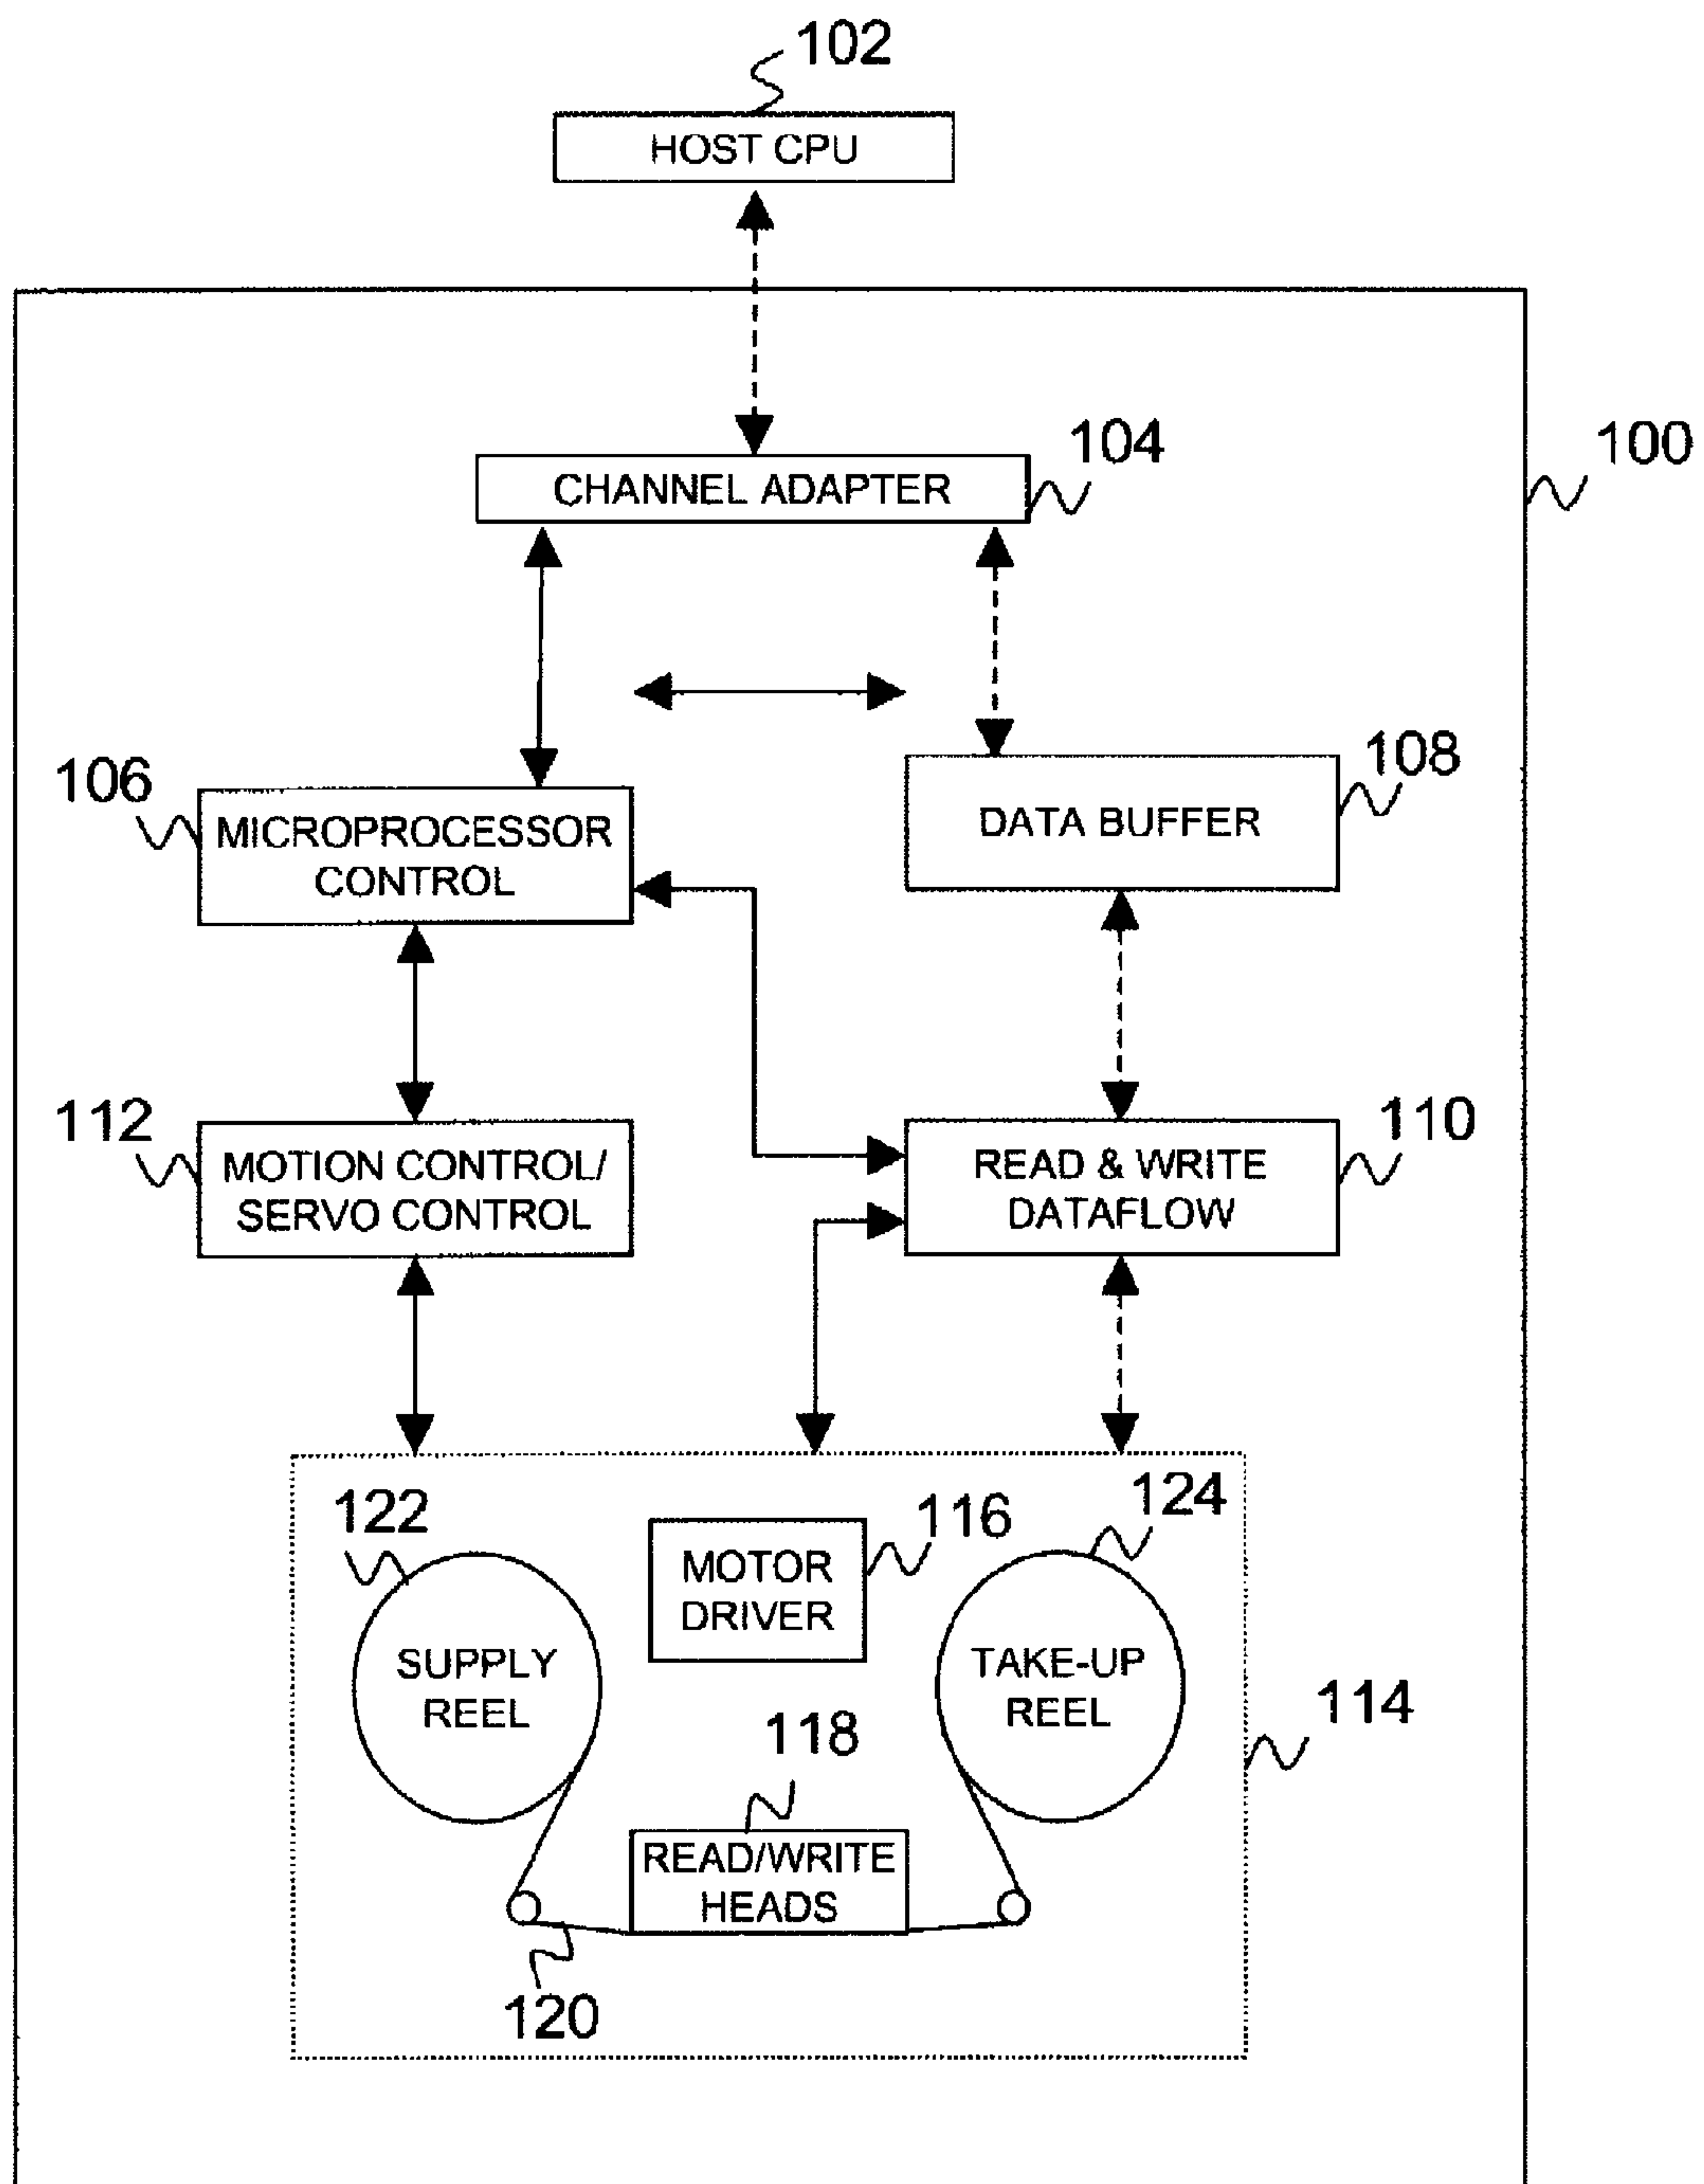 102
HOST CPU
104
100
CHANNEL ADAPTER
106
108
MICROPROCESSOR
CONTROL
DATA BUFFER
112
110
MOTION CONTROL/
SERVO CONTROL
READ & WRITE
DATAFLOW
122
116
124
MOTOR
DRIVER
SUPPLY
REEL
TAKE-UP
REEL
118
114
READ/WRITE
HEADS
120